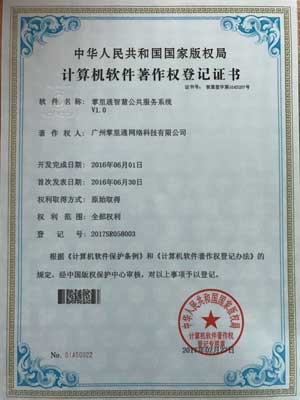 中华人民共和国国家版权局
计算机软件著作权登记证书
证书号： 软著登字第1643287号
软件名称： 掌里通智慧公共服务系统
V1.0
著作权人： 广州掌里通网络科技有限公司
开发完成日期： 2016年06月01日
首次发表日期： 2016年06月30日
权利取得方式： 原始取得
权利范围： 全部权利
登记号： 2017SR058003
根据《计算机软件保护条例》和《计算机软件著作权登记办法》的
规定，经中国版权保护中心审核，对以上事项予以登记。
中华人民共和国国家版权局
计算机软件著作权
登记专用章
No.